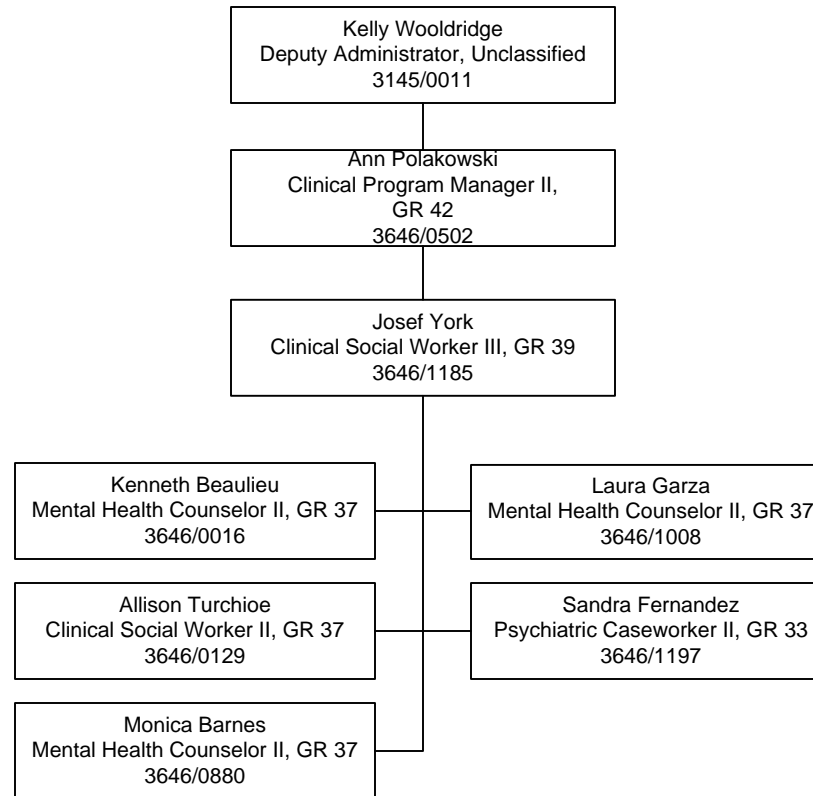 Kelly Wooldridge
Deputy Administrator, Unclassified
3145/0011
Ann Polakowski
Clinical Program Manager II,
GR 42
3646/0502
Josef York
Clinical Social Worker III, GR 39
3646/1185
Kenneth Beaulieu
Mental Health Counselor II, GR 37
3646/0016
Laura Garza
Mental Health Counselor II, GR 37
3646/1008
Allison Turchioe
Clinical Social Worker II, GR 37
3646/0129
Sandra Fernandez
Psychiatric Caseworker II, GR 33
3646/1197
Monica Barnes
Mental Health Counselor II, GR 37
3646/0880